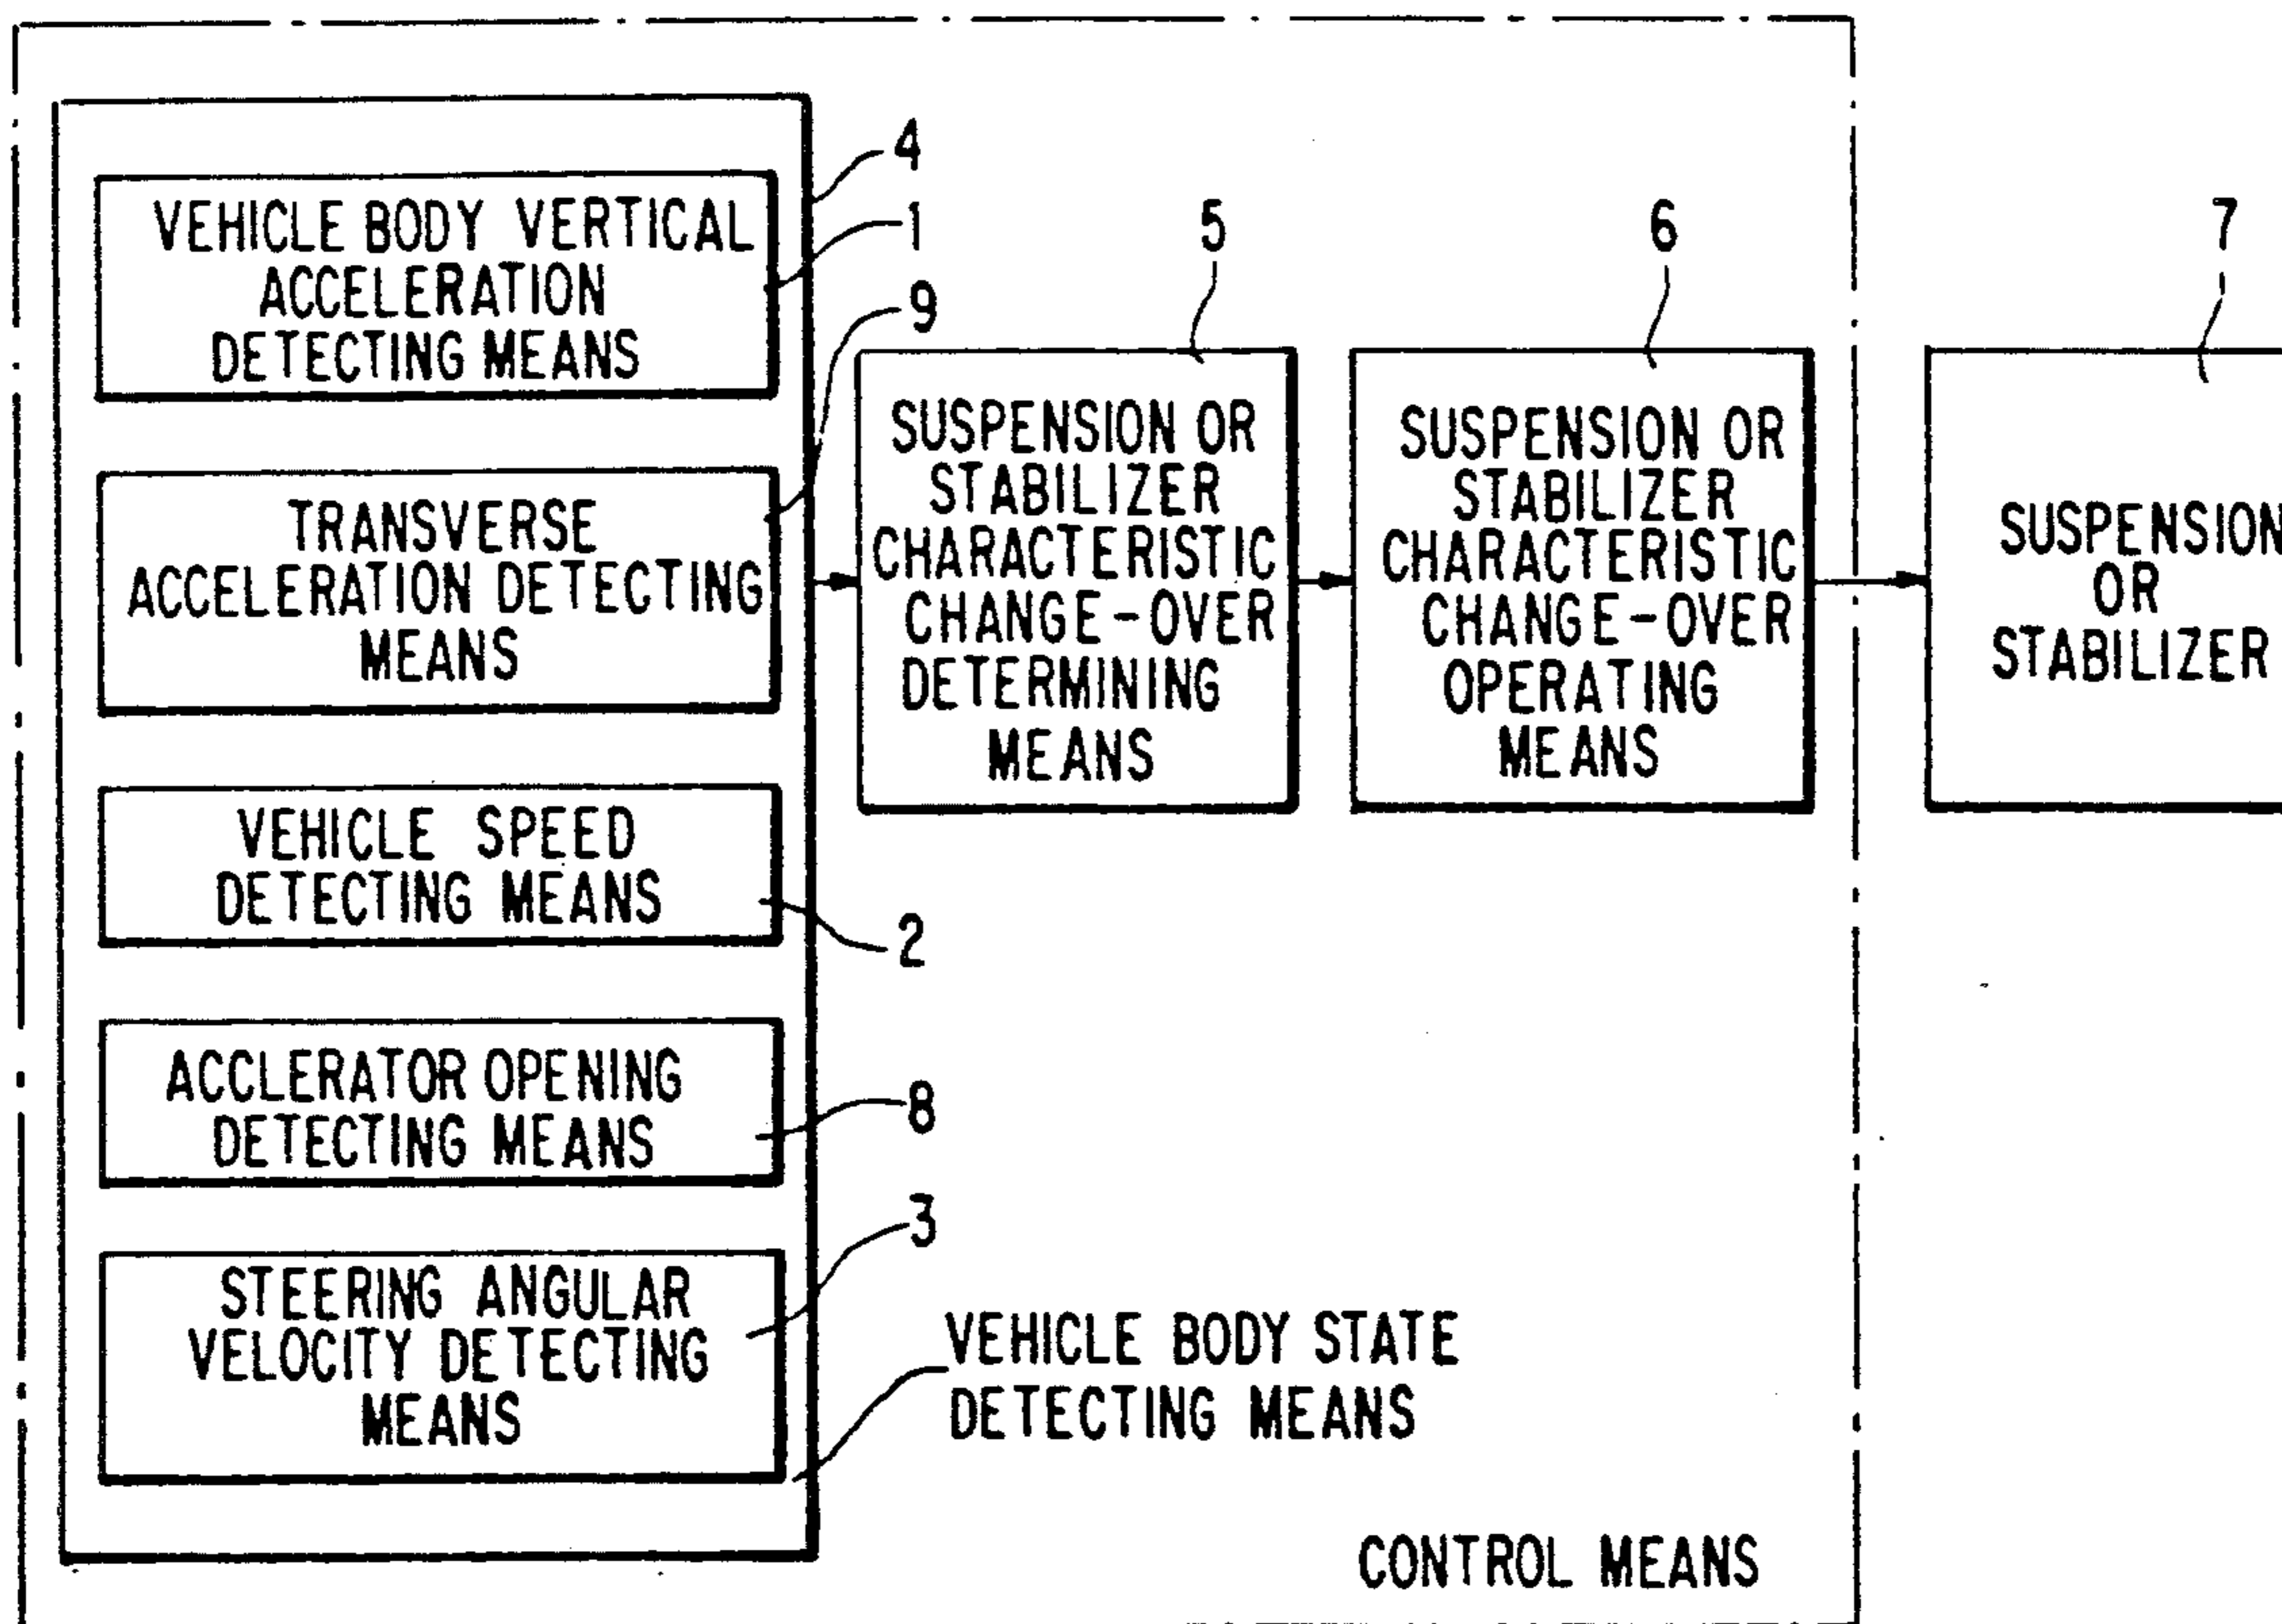 4
VEHICLE BODY VERTICAL
ACCELERATION
DETECTING MEANS
1
9
TRANSVERSE
ACCELERATION DETECTING
MEANS
VEHICLE SPEED
DETECTING MEANS
2
ACCLERATOR OPENING
DETECTING MEANS
8
3
STEERING ANGULAR
VELOCITY DETECTING
MEANS
VEHICLE BODY STATE
DETECTING MEANS
5
SUSPENSION OR
STABILIZER
CHARACTERISTIC
CHANGE-OVER
DETERMINING
MEANS
6
SUSPENSION OR
STABILIZER
CHARACTERISTIC
CHANGE-OVER
OPERATING
MEANS
7
SUSPENSION
OR
STABILIZER
CONTROL MEANS